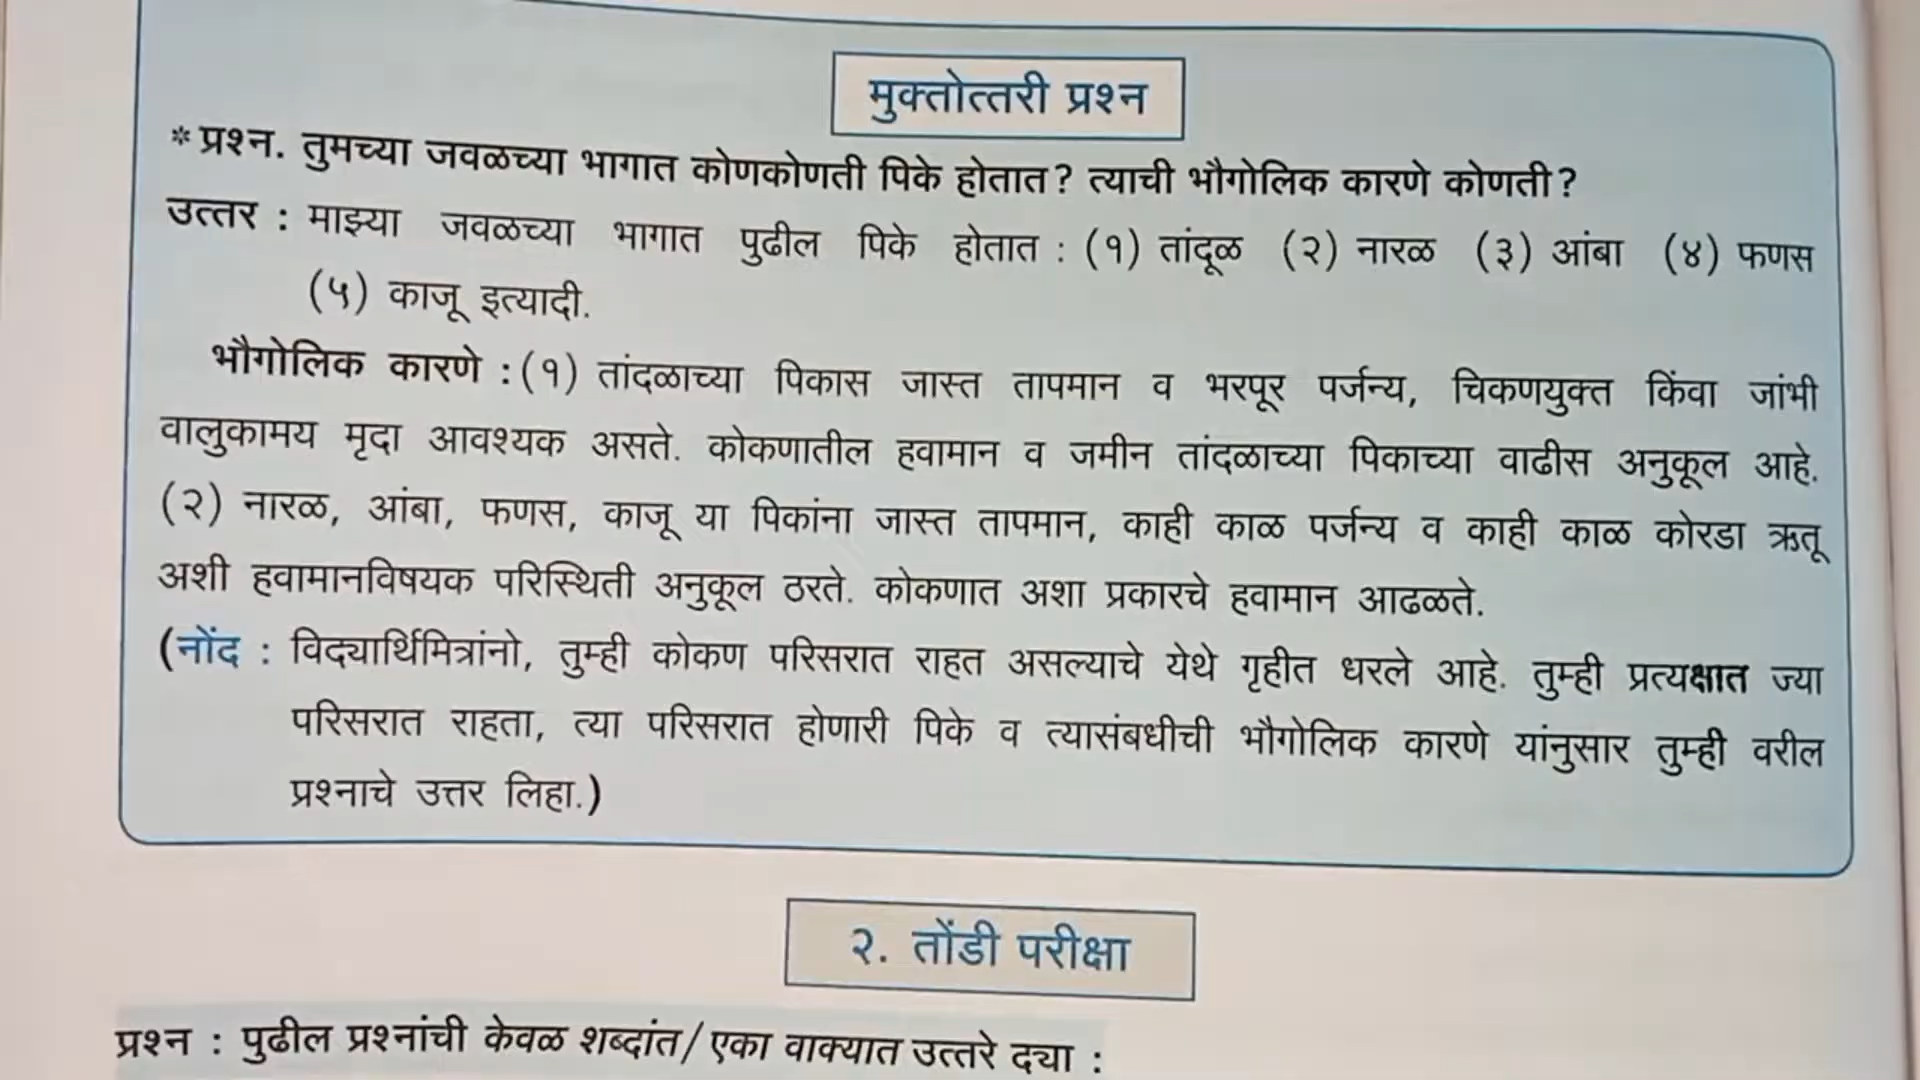 मुक्तोत्तरी प्रश्न
* प्रश्न. तुमच्या जवळच्या भागात कोणकोणती पिके होतात? त्याची भौगोलिक कारणे कोणती?
उत्तर : माझ्या जवळच्या भागात पुढील पिके होतात : (१) तांदूळ (२) नारळ (३) आंबा (४) फणस
(५) काजू इत्यादी.
भौगोलिक कारणे : (१) तांदळाच्या पिकास जास्त तापमान व भरपूर पर्जन्य, चिकणयुक्त किंवा जांभी
वालुकामय मृदा आवश्यक असते. कोकणातील हवामान व जमीन तांदळाच्या पिकाच्या वाढीस अनुकूल आहे.
(२) नारळ, आंबा, फणस, काजू या पिकांना जास्त तापमान, काही काळ पर्जन्य व काही काळ कोरडा ऋतू
अशी हवामानविषयक परिस्थिती अनुकूल ठरते. कोकणात अशा प्रकारचे हवामान आढळते.
(नोंद : विद्यार्थिमित्रांनो, तुम्ही कोकण परिसरात राहत असल्याचे येथे गृहीत धरले आहे. तुम्ही प्रत्यक्षात ज्या
परिसरात राहता, त्या परिसरात होणारी पिके व त्यासंबधीची भौगोलिक कारणे यांनुसार तुम्ही वरील
प्रश्नाचे उत्तर लिहा.)
२. तोंडी परीक्षा
प्रश्न : पुढील प्रश्नांची केवळ शब्दांत/एका वाक्यात उत्तरे द्या :